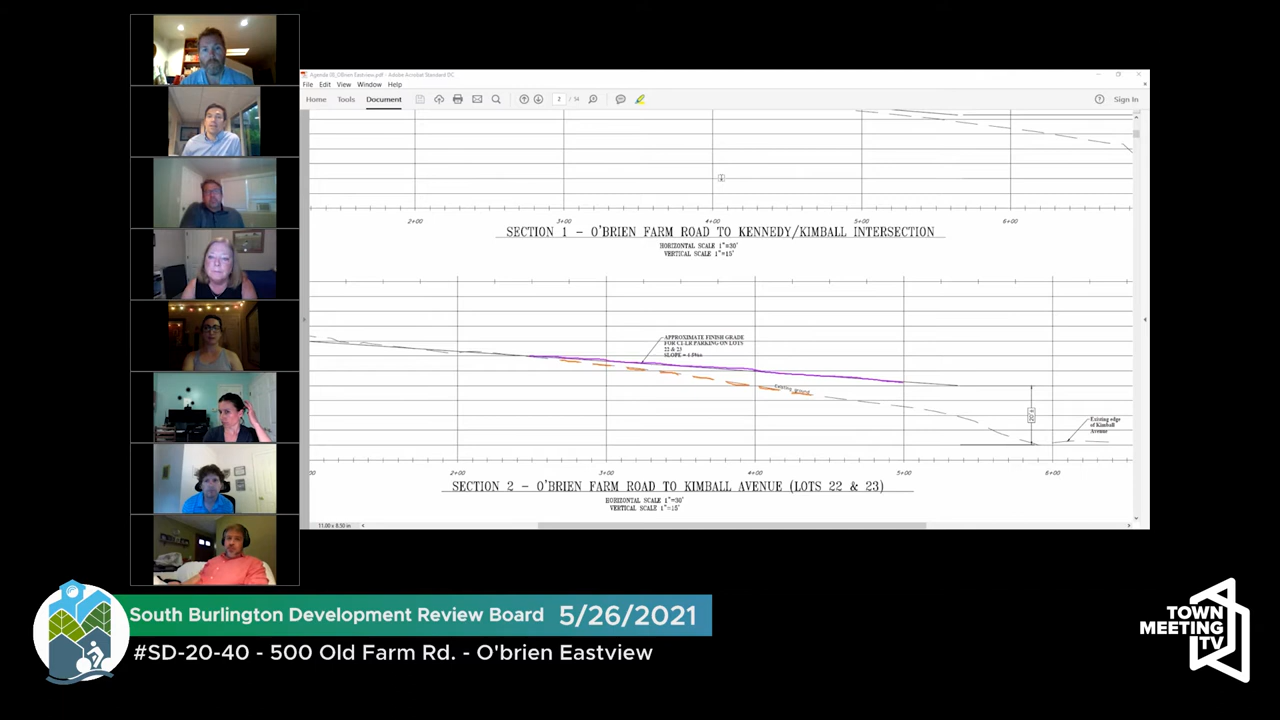 Agenda 08_OBrien Eastview.pdf - Adobe Acrobat Standard DC
File Edit View Window Help
Home Tools Document 2 / 34 Sign In
2+00 3+00 4+00 5+00 6+00
SECTION 1 - O'BRIEN FARM ROAD TO KENNEDY/KIMBALL INTERSECTION
HORIZONTAL SCALE 1"=30'
VERTICAL SCALE 1"=15'
APPROXIMATE FINISH GRADE
PARKING ON LOTS
22 & 23
Existing ground
Existing edge
of Kimball
Avenue
2+00 3+00 4+00 5+00 6+00
SECTION 2 - O'BRIEN FARM ROAD TO KIMBALL AVENUE (LOTS 22 & 23)
HORIZONTAL SCALE 1"=30'
VERTICAL SCALE 1"=15'
11.00 x 8.50 in
South Burlington Development Review Board 5/26/2021
#SD-20-40 - 500 Old Farm Rd. - O'brien Eastview
TOWN
MEETING
TV